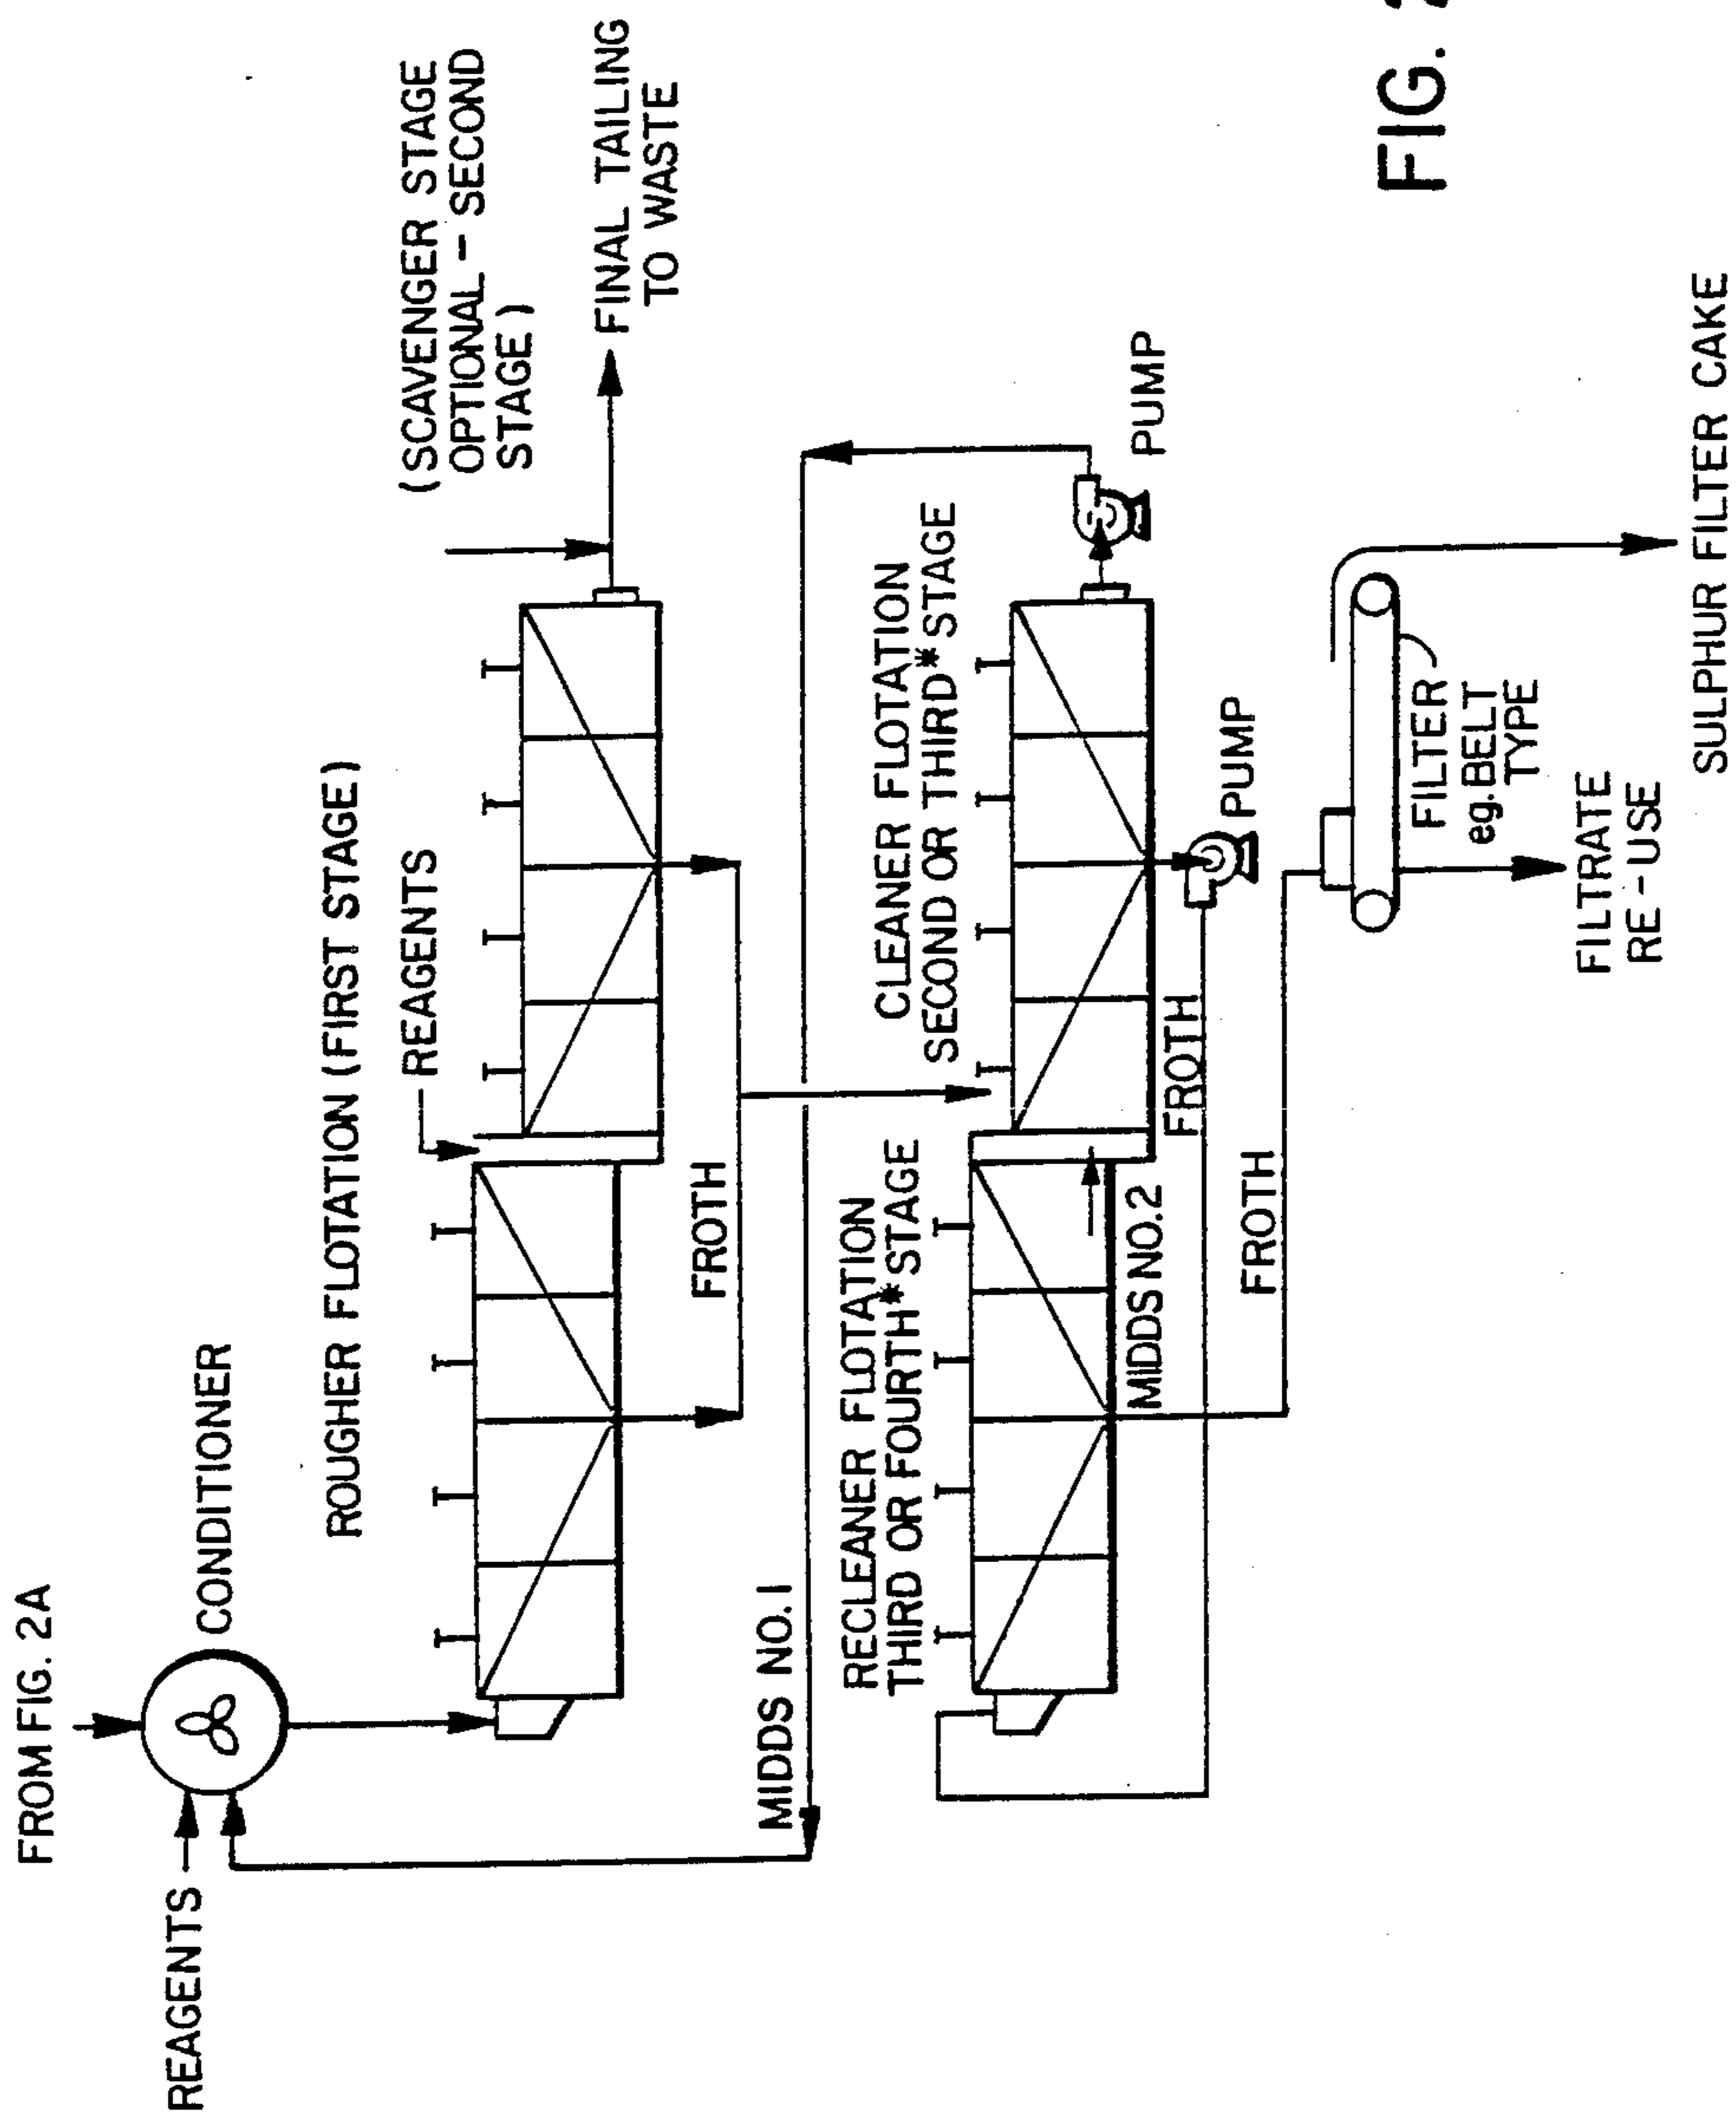 FROM FIG. 2A
REAGENTS
CONDITIONER
ROUGHER FLOTATION (FIRST STAGE)
REAGENTS
(SCAVENGER STAGE
OPTIONAL - SECOND
STAGE)
FINAL TAILING
TO WASTE
FROTH
MIDDS NO. 1
RECLEANER FLOTATION
THIRD OR FOURTH* STAGE
CLEANER FLOTATION
SECOND OR THIRD* STAGE
PUMP
MIDDS NO. 2
FROTH
PUMP
FROTH
FILTER
eg. BELT
TYPE
FILTRATE
RE-USE
SULPHUR FILTER CAKE
FIG.